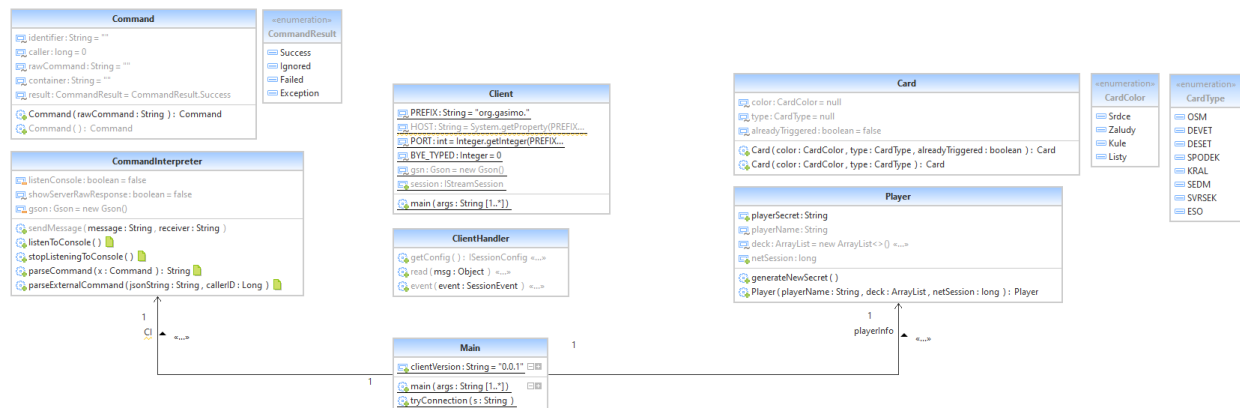 Command
identifier : String = ""
caller : long = 0
rawCommand : String = ""
container : String = ""
result : CommandResult = CommandResult.Success
Command ( rawCommand : String ) : Command
Command ( ) : Command
«enumeration»
CommandResult
Success
Ignored
Failed
Exception
CommandInterpreter
listenConsole : boolean = false
showServerRawResponse : boolean = false
gson : Gson = new Gson()
sendMessage ( message : String , receiver : String )
listenToConsole ( )
stopListeningToConsole ( )
parseCommand ( x : Command ) : String
parseExternalCommand ( jsonString : String , callerID : Long )
Client
PREFIX : String = "org.gasimo."
HOST : String = System.getProperty(PREFIX...
PORT : int = Integer.getInteger(PREFIX...
BYE_TYPED : Integer = 0
gsn : Gson = new Gson()
session : IStreamSession
main ( args : String [1..*] )
ClientHandler
getConfig ( ) : ISessionConfig «...»
read ( msg : Object ) «...»
event ( event : SessionEvent ) «...»
Card
color : CardColor = null
type : CardType = null
alreadyTriggered : boolean = false
Card ( color : CardColor , type : CardType , alreadyTriggered : boolean ) : Card
Card ( color : CardColor , type : CardType ) : Card
«enumeration»
CardColor
Srdce
Zaludy
Kule
Listy
«enumeration»
CardType
OSM
DEVET
DESET
SPODEK
KRAL
SEDM
SVRSEK
ESO
Player
playerSecret : String
playerName : String
deck : ArrayList = new ArrayList<>() «...»
netSession : long
generateNewSecret ( )
Player ( playerName : String , deck : ArrayList , netSession : long ) : Player
1
CI
«...»
1
Main
clientVersion : String = "0.0.1"
main ( args : String [1..*] )
tryConnection ( s : String )
1
1
playerInfo
«...»